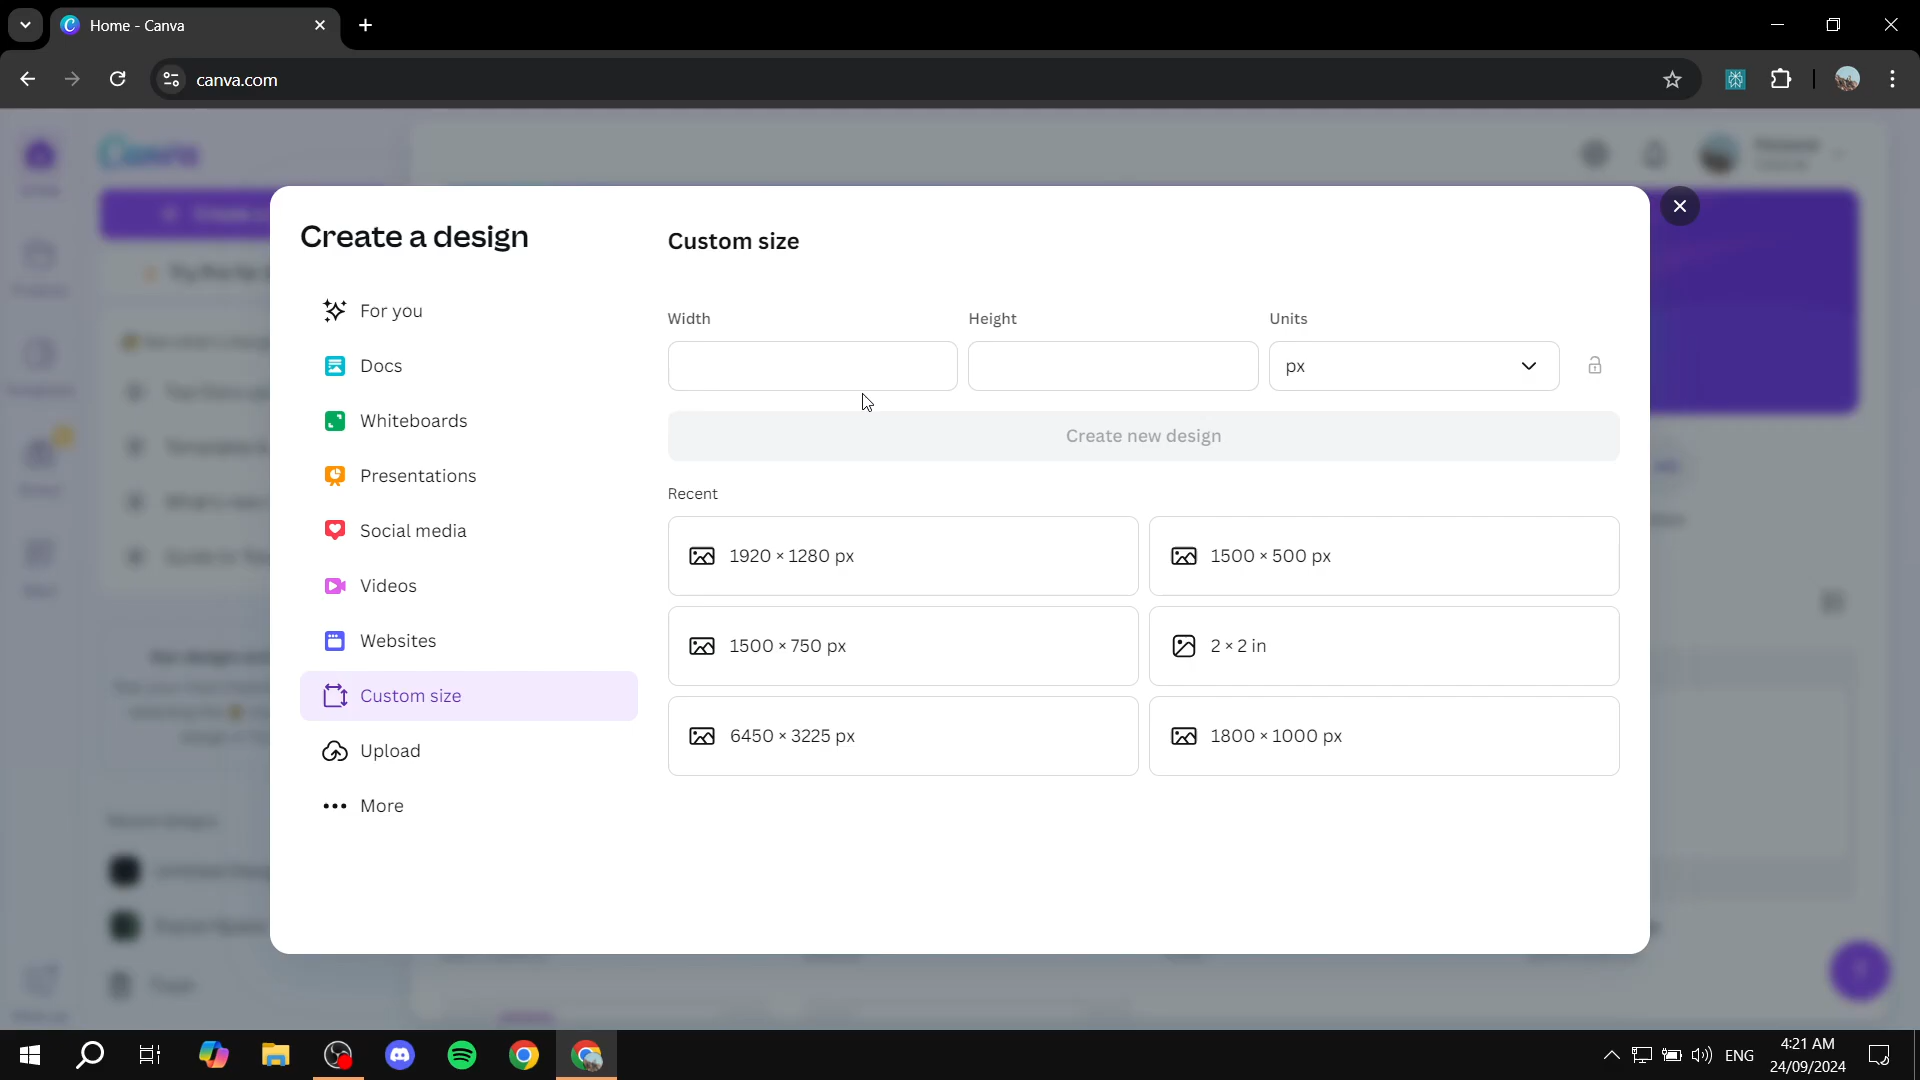 Home - Canva
canva.com
Canva
Create a design
For you
Docs
Whiteboards
Presentations
Social media
Videos
Websites
Custom size
Upload
More
Custom size
Width
Height
Units
px
Create new design
Recent
1920 × 1280 px
1500 × 500 px
1500 × 750 px
2 × 2 in
6450 × 3225 px
1800 × 1000 px
ENG
4:21 AM
24/09/2024